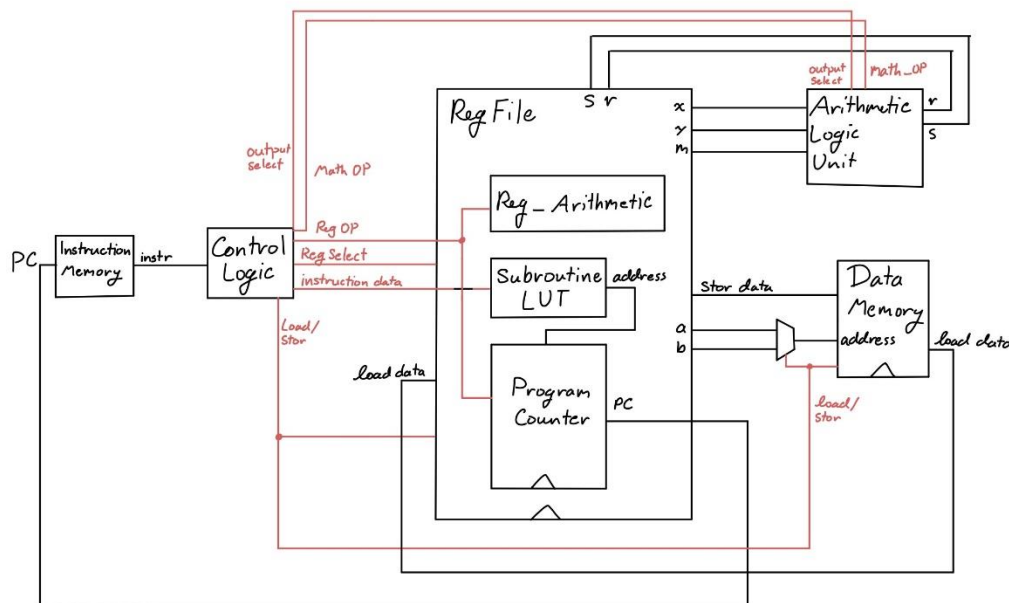 output
Select
Math_OP
S r
RegFile
x
y
m
Arithmetic
Logic
Unit
r
S
output
Select
Math OP
Reg_Arithmetic
PC
Instruction
Memory
instr
Control
Logic
Reg OP
Reg Select
instruction data
Subroutine
LUT
address
Stor data
a
b
Data
Memory
address
load data
Load/
Stor
load data
Program
Counter
PC
load/
Stor